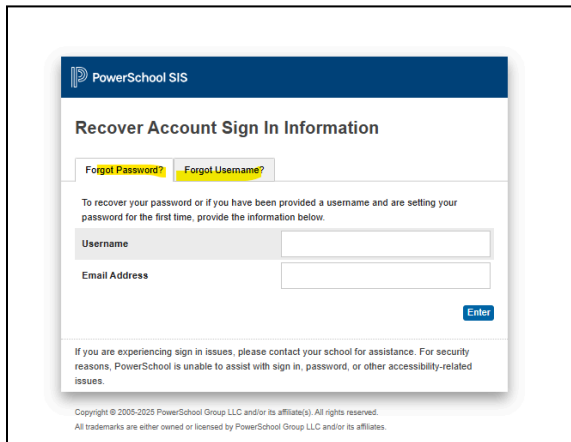 PowerSchool SIS
Recover Account Sign In Information
Forgot Password? Forgot Username?
To recover your password or if you have been provided a username and are setting your
password for the first time, provide the information below.
Username
Email Address
Enter
If you are experiencing sign in issues, please contact your school for assistance. For security
reasons, PowerSchool is unable to assist with sign in, password, or other accessibility-related
issues.
Copyright © 2005-2025 PowerSchool Group LLC and/or its affiliate(s). All rights reserved.
All trademarks are either owned or licensed by PowerSchool Group LLC and/or its affiliates.